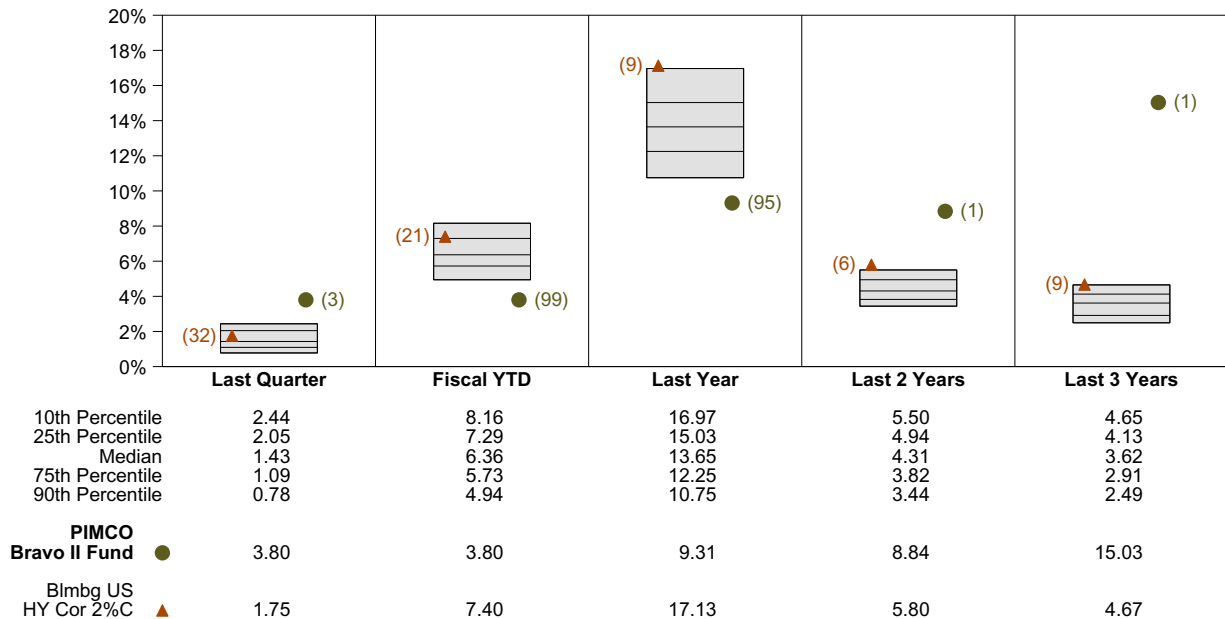 20%
18%
16%
14%
12%
10%
8%
6%
4%
2%
0%
(32)
(3)
(21)
(99)
(9)
(95)
(6)
(1)
(9)
(1)
Last Quarter Fiscal YTD Last Year Last 2 Years Last 3 Years
10th Percentile 2.44 8.16 16.97 5.50 4.65
25th Percentile 2.05 7.29 15.03 4.94 4.13
Median 1.43 6.36 13.65 4.31 3.62
75th Percentile 1.09 5.73 12.25 3.82 2.91
90th Percentile 0.78 4.94 10.75 3.44 2.49
PIMCO
Bravo II Fund 3.80 3.80 9.31 8.84 15.03
Blmbg US
HY Cor 2%C 1.75 7.40 17.13 5.80 4.67